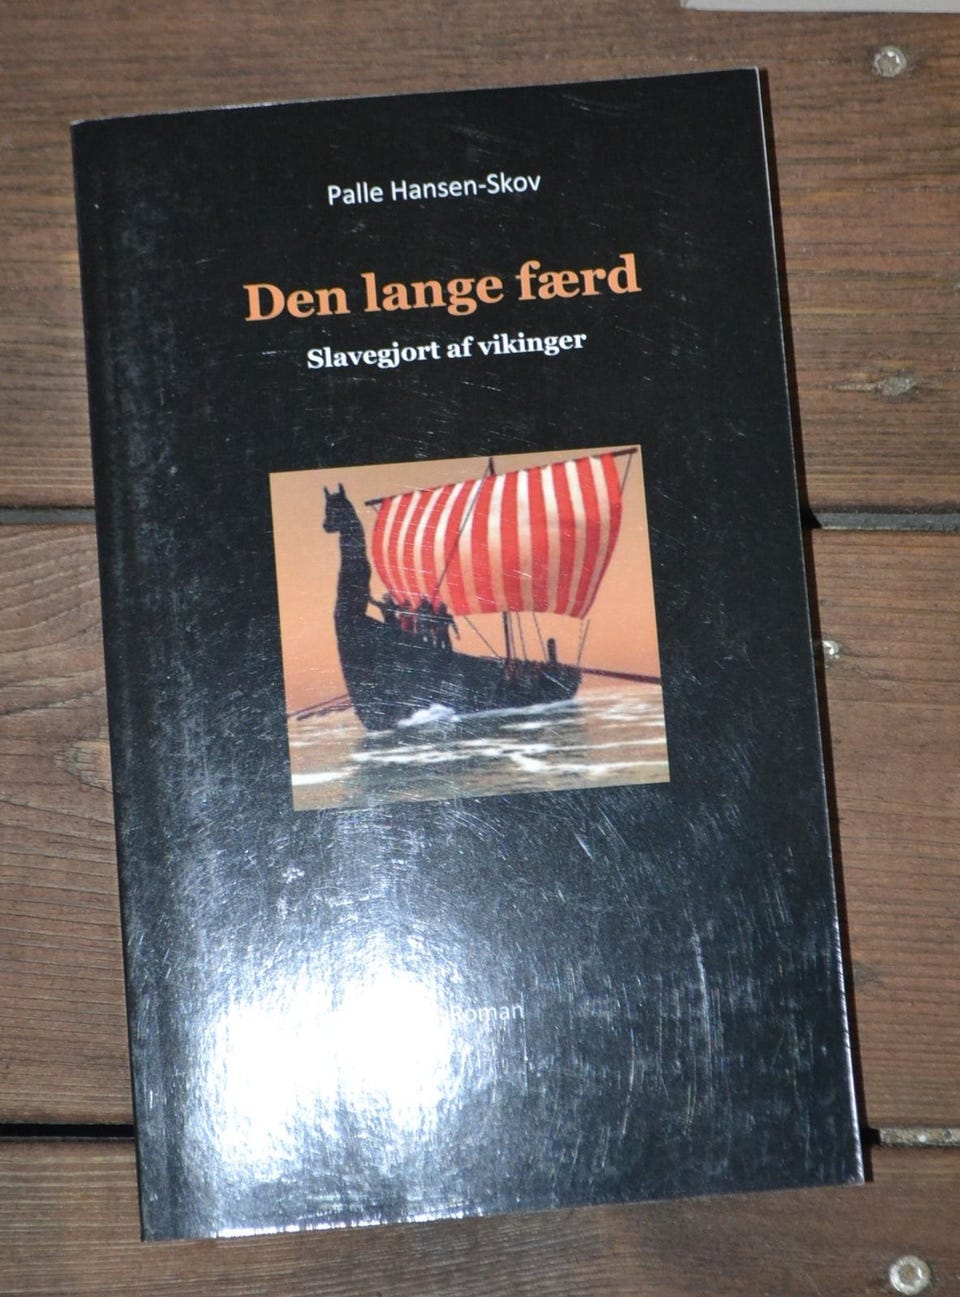 Palle Hansen-Skov
Den lange færd
Slavegjort af vikinger
Roman